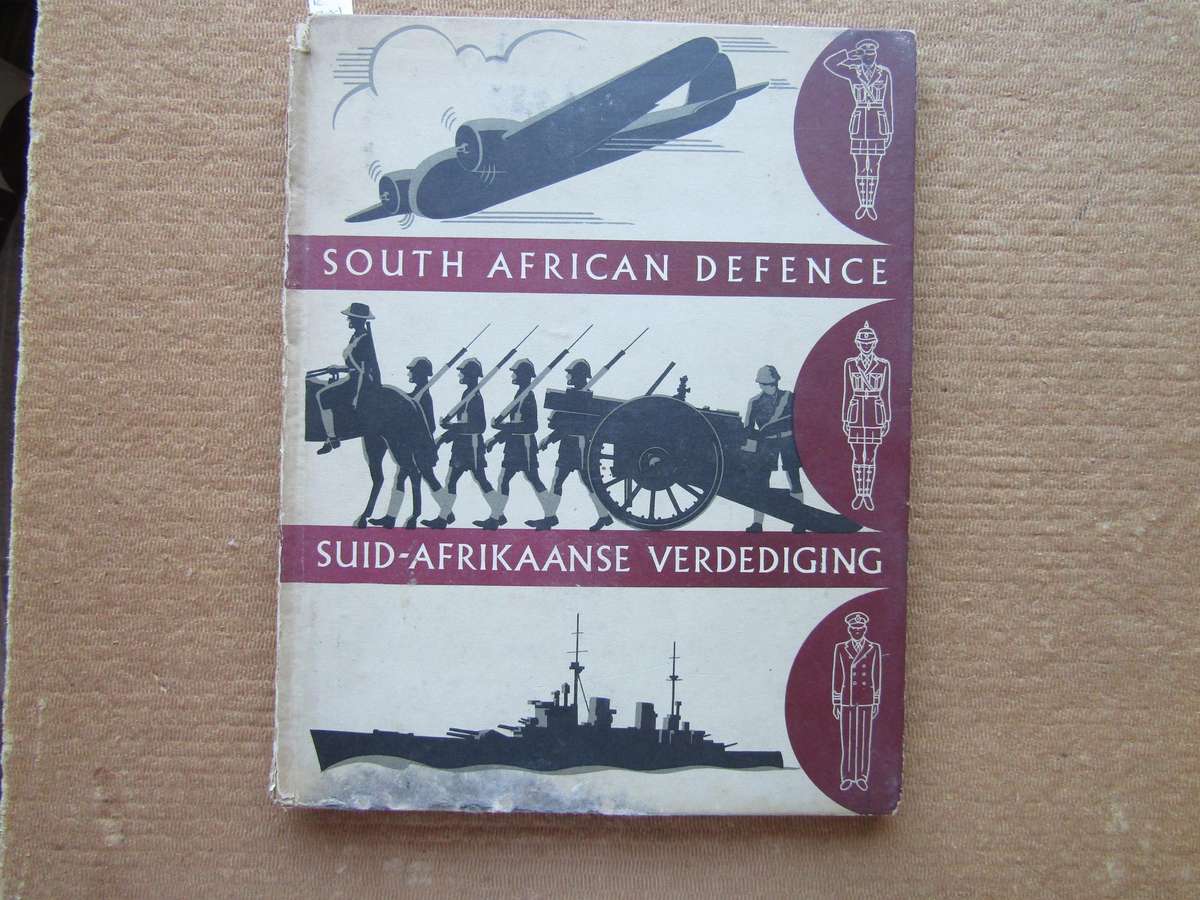 SOUTH AFRICAN DEFENCE
SUID-AFRIKAANSE VERDEDIGING